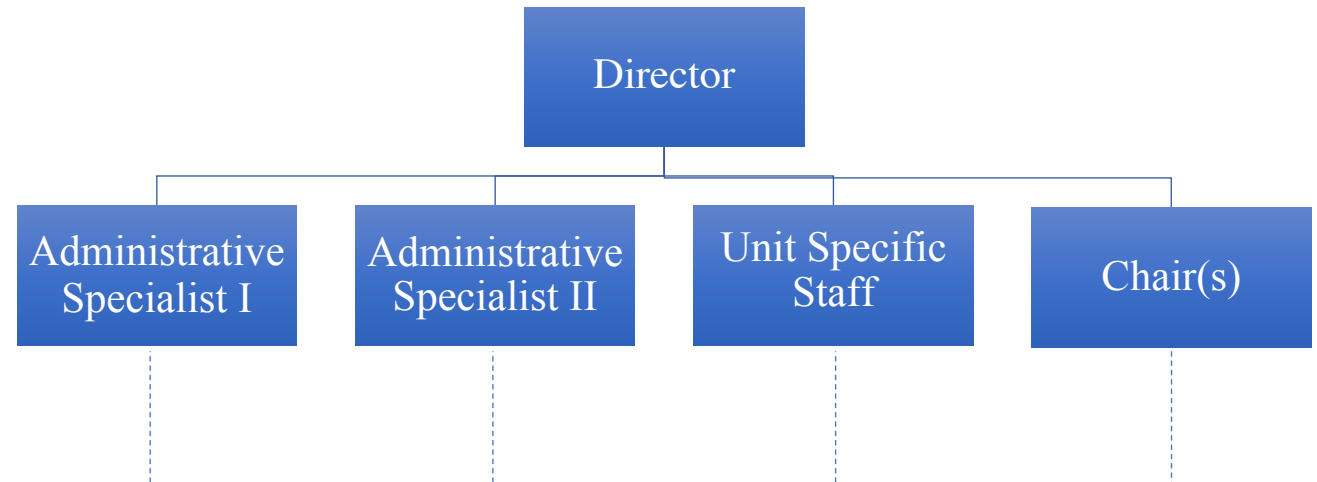 Director
Administrative
Specialist I
Administrative
Specialist II
Unit Specific
Staff
Chair(s)